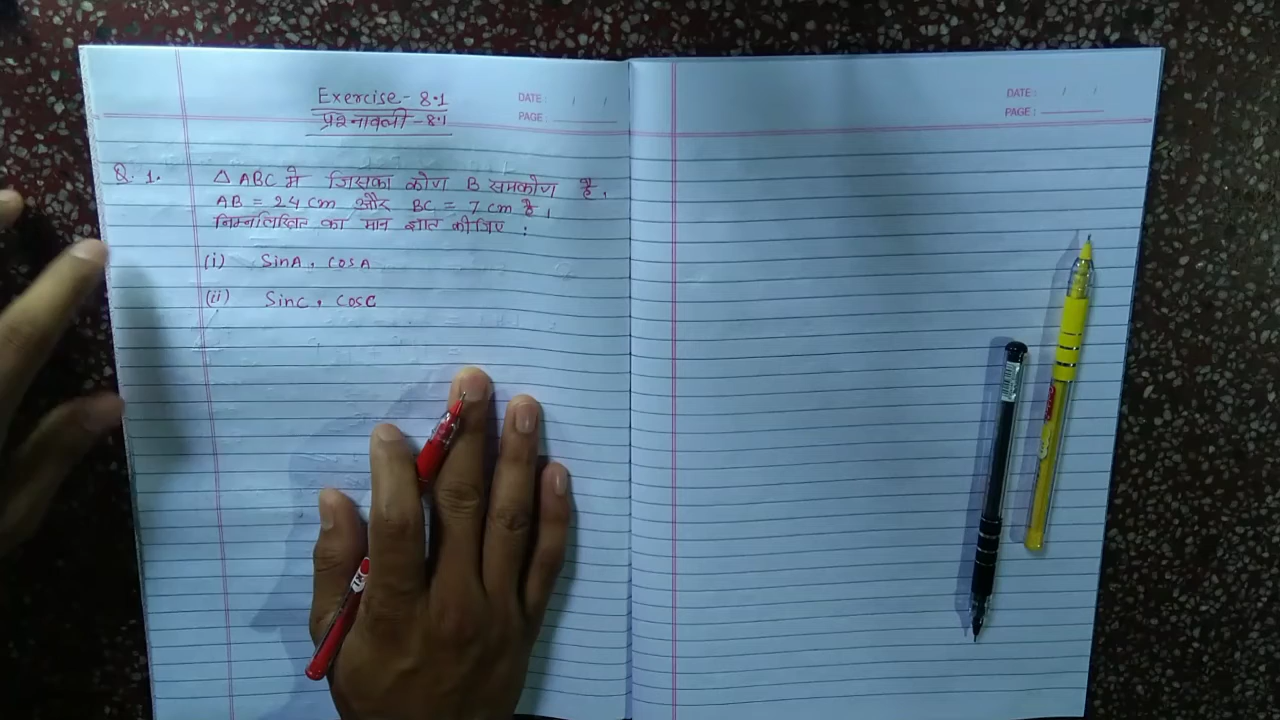 Exercise - 8.1
प्रश्नावली - 8.1
DATE: / /
PAGE:
Q. 1. △ ABC मे जिसका कोण B समकोण है,
AB = 24 cm और BC = 7 cm है,
निम्नलिखित का मान ज्ञात कीजिए :
(i) SinA, cosA
(ii) Sinc, cosc
DATE: / /
PAGE: